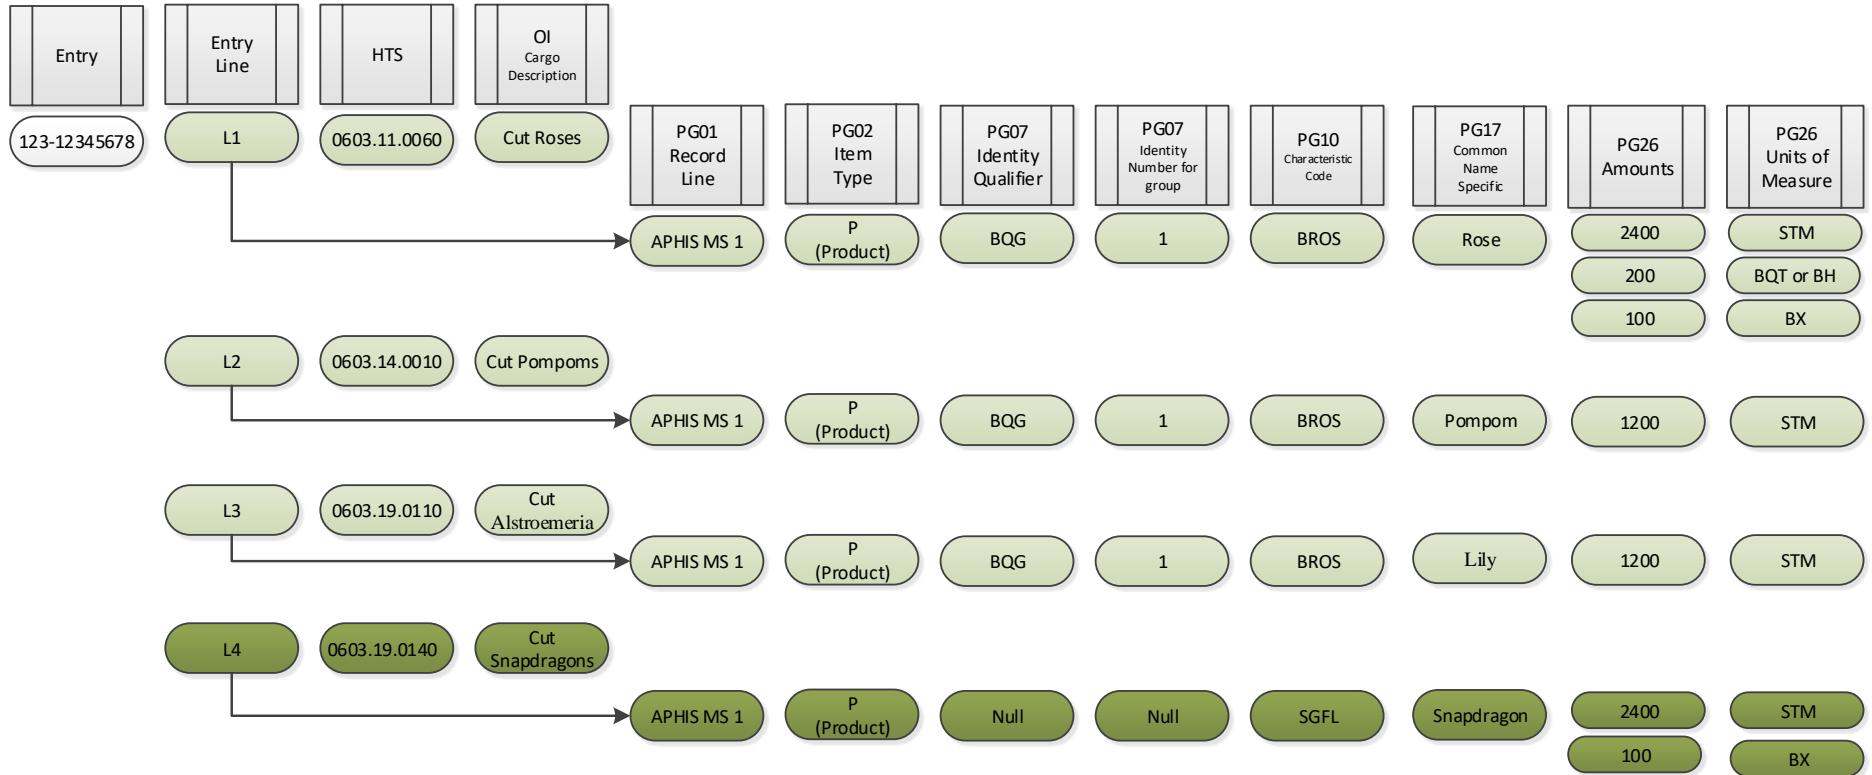 Entry
Entry
Line
HTS
OI
Cargo
Description
123-12345678
L1
0603.11.0060
Cut Roses
PG01
Record
Line
PG02
Item
Type
PG07
Identity
Qualifier
PG07
Identity
Number for
group
PG10
Characteristic
Code
PG17
Common
Name
Specific
PG26
Amounts
PG26
Units of
Measure
APHIS MS 1
P
(Product)
BQG
1
BROS
Rose
2400
STM
200
BQT or BH
100
BX
L2
0603.14.0010
Cut Pompoms
APHIS MS 1
P
(Product)
BQG
1
BROS
Pompom
1200
STM
L3
0603.19.0110
Cut
Alstroemeria
APHIS MS 1
P
(Product)
BQG
1
BROS
Lily
1200
STM
L4
0603.19.0140
Cut
Snapdragons
APHIS MS 1
P
(Product)
Null
Null
SGFL
Snapdragon
2400
STM
100
BX